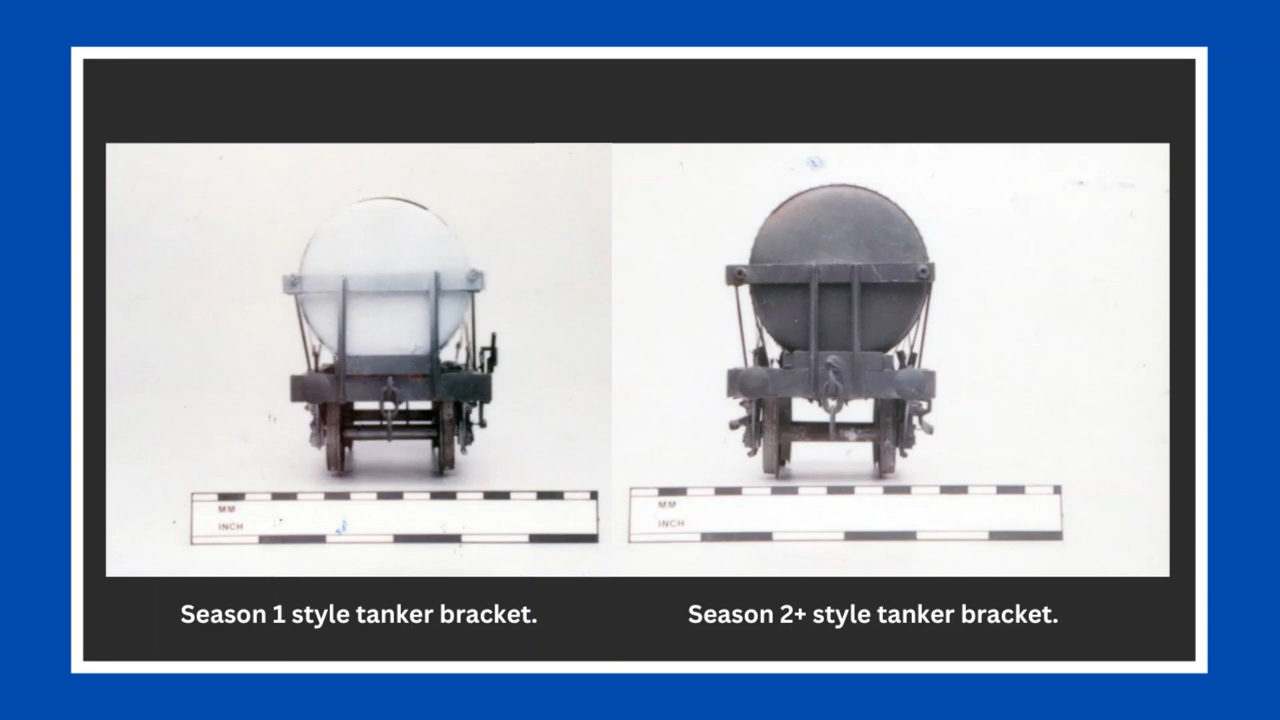 MM
INCH
MM
INCH
Season 1 style tanker bracket.
Season 2+ style tanker bracket.